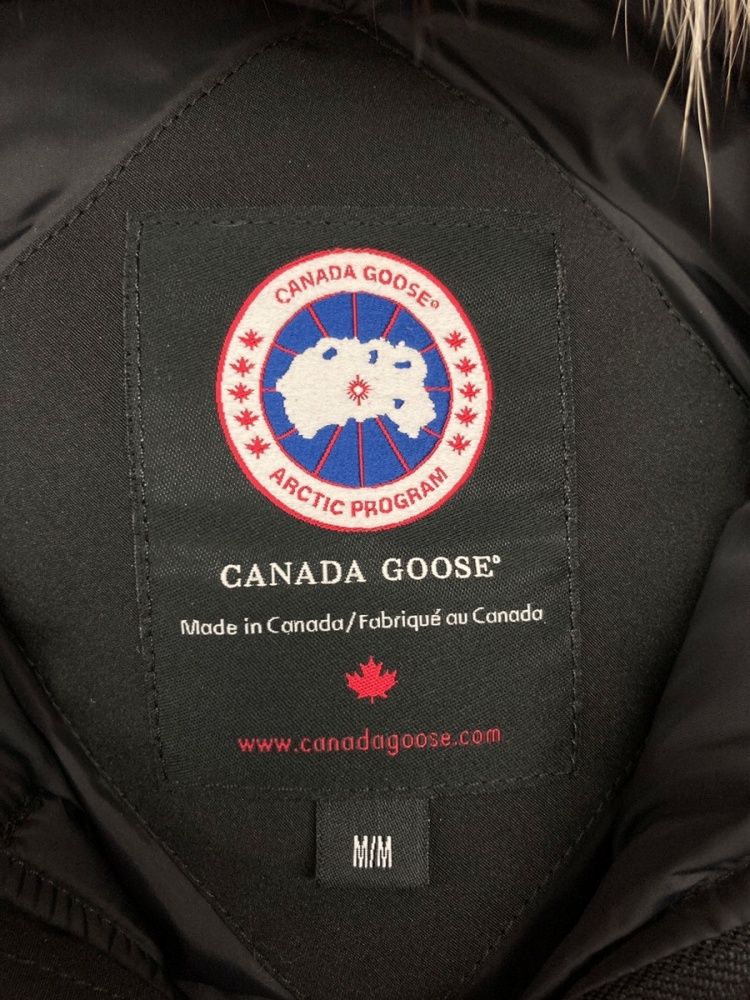 CANADA GOOSE®
ARCTIC PROGRAM
CANADA GOOSE®
Made in Canada/Fabriqué au Canada
www.canadagoose.com
M/M